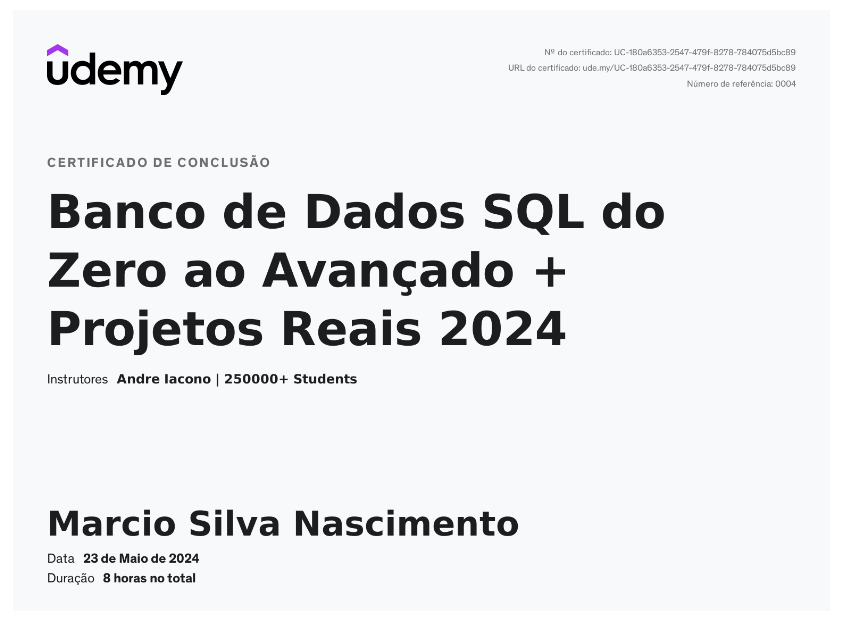 udemy
Nº do certificado: UC-180a6353-2547-479f-8278-784075d5bc89
URL do certificado: ude.my/UC-180a6353-2547-479f-8278-784075d5bc89
Número de referência: 0004
CERTIFICADO DE CONCLUSÃO
Banco de Dados SQL do
Zero ao Avançado +
Projetos Reais 2024
Instrutores Andre Iacono | 250000+ Students
Marcio Silva Nascimento
Data 23 de Maio de 2024
Duração 8 horas no total